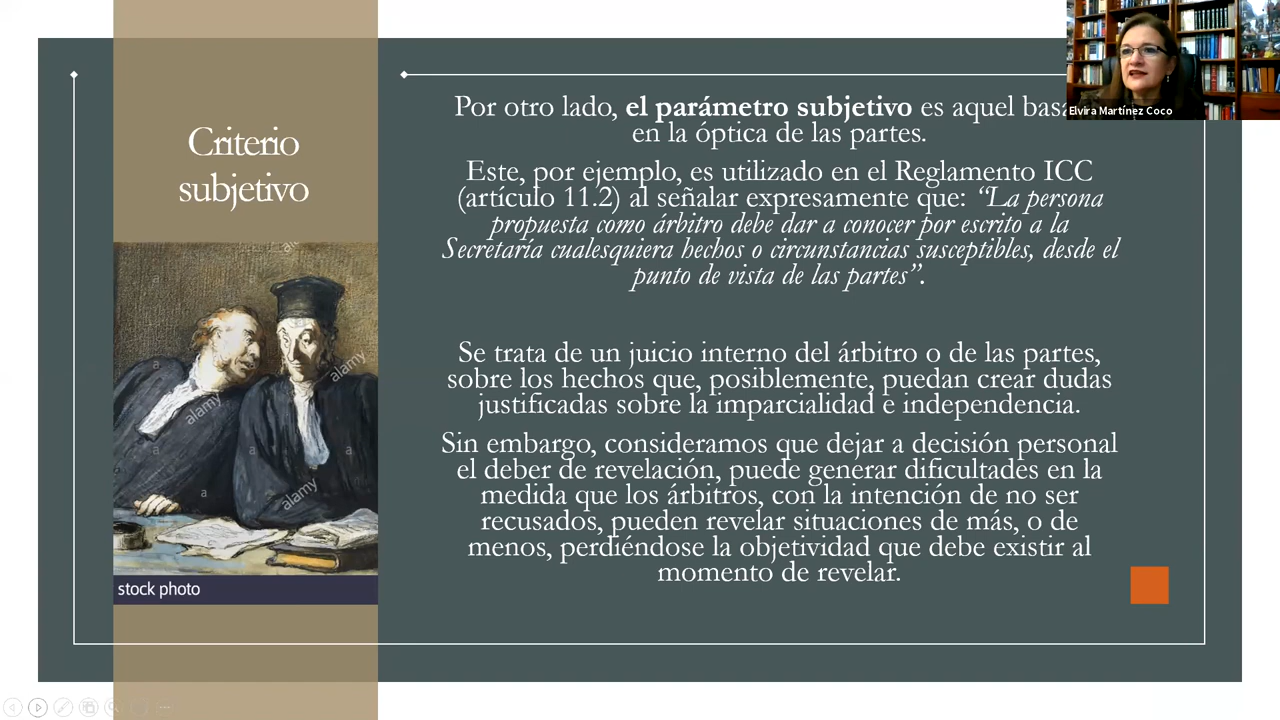 Criterio
subjetivo
Por otro lado, el parámetro subjetivo es aquel
en la óptica de las partes.
Este, por ejemplo, es utilizado en el Reglamento ICC
(artículo 11.2) al señalar expresamente que: “La persona
propuesta como árbitro debe dar a conocer por escrito a la
Secretaría cualesquiera hechos o circunstancias susceptibles, desde el
punto de vista de las partes”.
Se trata de un juicio interno del árbitro o de las partes,
sobre los hechos que, posiblemente, puedan crear dudas
justificadas sobre la imparcialidad e independencia.
Sin embargo, consideramos que dejar a decisión personal
el deber de revelación, puede generar dificultades en la
medida que los árbitros, con la intención de no ser
recusados, pueden revelar situaciones de más, o de
menos, perdiéndose la objetividad que debe existir al
momento de revelar.
Elvira Martínez Coco
alamy
alamy
alamy
a
a
a
a
a
stock photo